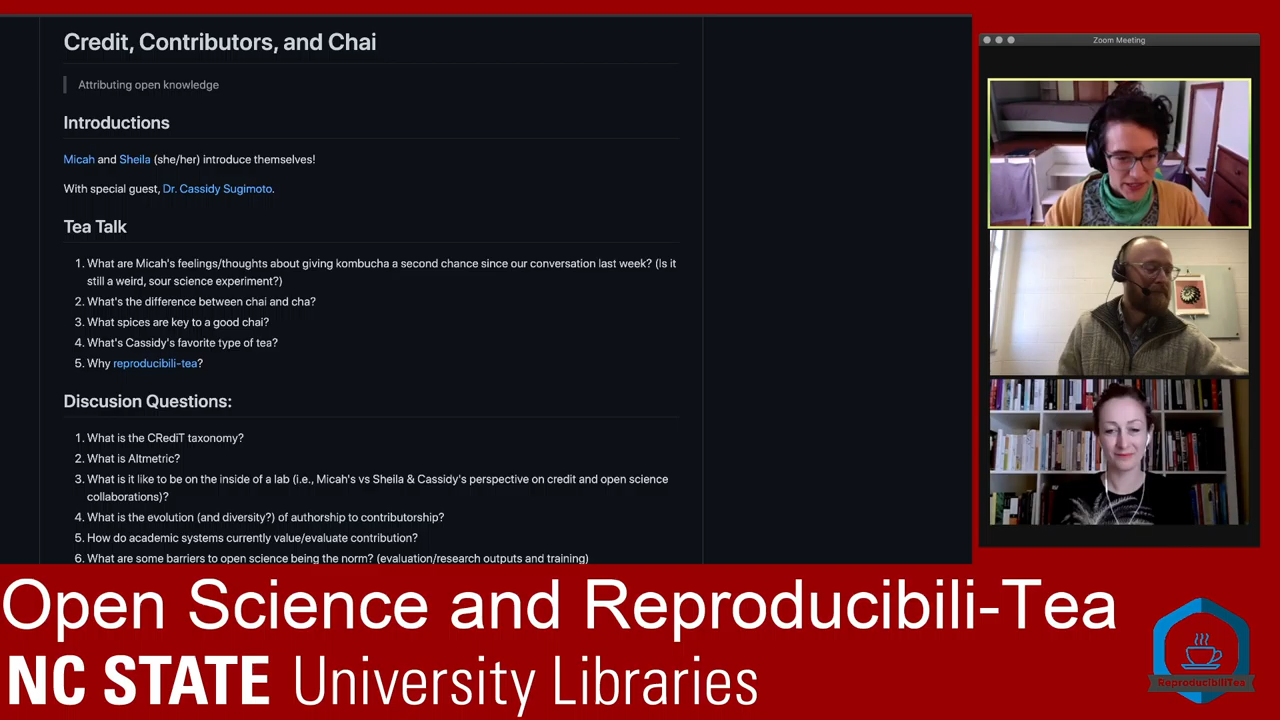 Credit, Contributors, and Chai
Attributing open knowledge
Introductions
Micah and Sheila (she/her) introduce themselves!
With special guest, Dr. Cassidy Sugimoto.
Tea Talk
1. What are Micah's feelings/thoughts about giving kombucha a second chance since our conversation last week? (Is it
still a weird, sour science experiment?)
2. What's the difference between chai and cha?
3. What spices are key to a good chai?
4. What's Cassidy's favorite type of tea?
5. Why reproducibili-tea?
Discusion Questions:
1. What is the CRediT taxonomy?
2. What is Altmetric?
3. What is it like to be on the inside of a lab (i.e., Micah's vs Sheila & Cassidy's perspective on credit and open science
collaborations)?
4. What is the evolution (and diversity?) of authorship to contributorship?
5. How do academic systems currently value/evaluate contribution?
6. What are some barriers to open science being the norm? (evaluation/research outputs and training)
Zoom Meeting
Open Science and Reproducibili-Tea
NC STATE University Libraries
ReproducibiliTea